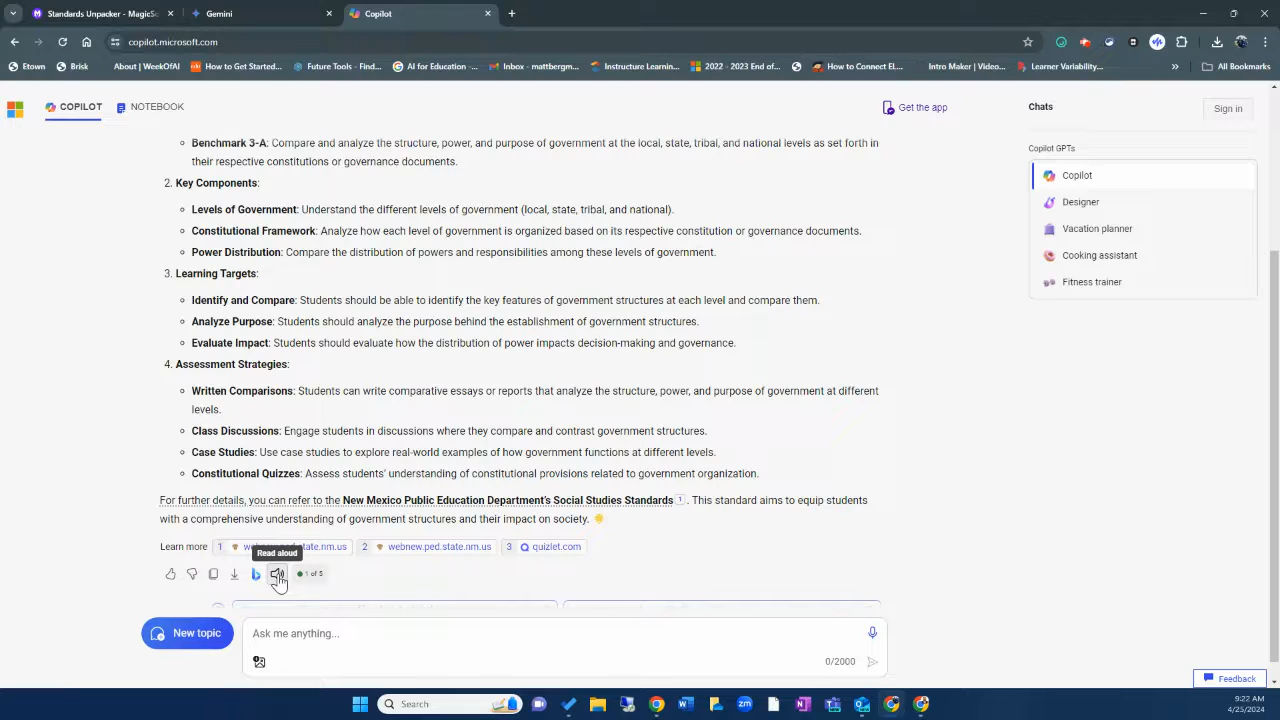 Standards Unpacker - MagicSc
Gemini
Copilot
copilot.microsoft.com
Etown
Brisk
About | WeekOfAI
How to Get Started...
Future Tools - Find...
AI for Education -...
Inbox - mattbergm...
Instructure Learnin...
2022 - 2023 End of...
How to Connect EL...
Intro Maker | Video...
Learner Variability...
»
All Bookmarks
COPILOT
NOTEBOOK
Get the app
Chats
Sign in
Copilot GPTs
Copilot
Designer
Vacation planner
Cooking assistant
Fitness trainer
Benchmark 3-A: Compare and analyze the structure, power, and purpose of government at the local, state, tribal, and national levels as set forth in
their respective constitutions or governance documents.
2. Key Components:
Levels of Government: Understand the different levels of government (local, state, tribal, and national).
Constitutional Framework: Analyze how each level of government is organized based on its respective constitution or governance documents.
Power Distribution: Compare the distribution of powers and responsibilities among these levels of government.
3. Learning Targets:
Identify and Compare: Students should be able to identify the key features of government structures at each level and compare them.
Analyze Purpose: Students should analyze the purpose behind the establishment of government structures.
Evaluate Impact: Students should evaluate how the distribution of power impacts decision-making and governance.
4. Assessment Strategies:
Written Comparisons: Students can write comparative essays or reports that analyze the structure, power, and purpose of government at different
levels.
Class Discussions: Engage students in discussions where they compare and contrast government structures.
Case Studies: Use case studies to explore real-world examples of how government functions at different levels.
Constitutional Quizzes: Assess students' understanding of constitutional provisions related to government organization.
For further details, you can refer to the New Mexico Public Education Department's Social Studies Standards 1 . This standard aims to equip students
with a comprehensive understanding of government structures and their impact on society.
Learn more 1 state.nm.us 2 webnew.ped.state.nm.us 3 quizlet.com
Read aloud
1 of 5
New topic
Ask me anything...
0/2000
Feedback
Search
9:22 AM
4/25/2024